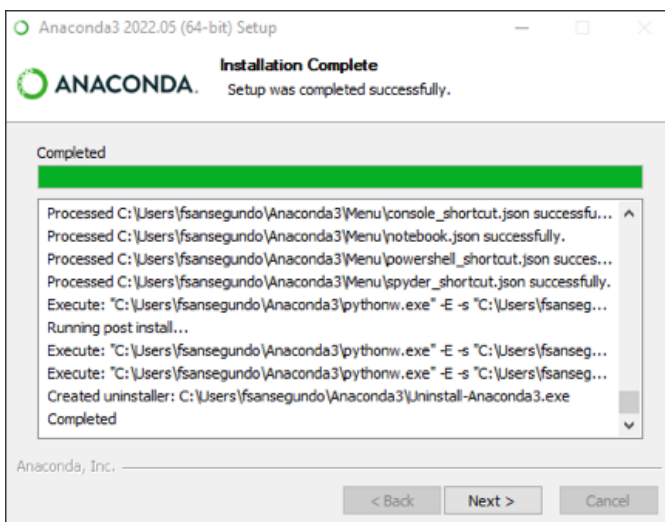 Anaconda3 2022.05 (64-bit) Setup
ANACONDA.
Installation Complete
Setup was completed successfully.
Completed
Processed C:\Users\fsansegundo\Anaconda3\Menu\console_shortcut.json successfu...
Processed C:\Users\fsansegundo\Anaconda3\Menu\notebook.json successfully.
Processed C:\Users\fsansegundo\Anaconda3\Menu\powershell_shortcut.json succes...
Processed C:\Users\fsansegundo\Anaconda3\Menu\spyder_shortcut.json successfully.
Execute: "C:\Users\fsansegundo\Anaconda3\pythonw.exe" -E -s "C:\Users\fsanseg...
Running post install...
Execute: "C:\Users\fsansegundo\Anaconda3\pythonw.exe" -E -s "C:\Users\fsanseg...
Execute: "C:\Users\fsansegundo\Anaconda3\pythonw.exe" -E -s "C:\Users\fsanseg...
Created uninstaller: C:\Users\fsansegundo\Anaconda3\Uninstall-Anaconda3.exe
Completed
Anaconda, Inc.
< Back Next > Cancel